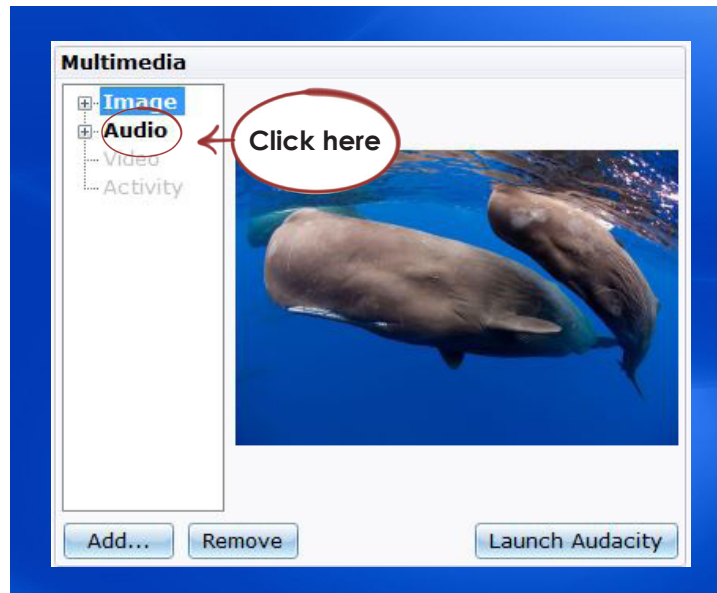 Multimedia
Image
Audio
Click here
Video
Activity
Add...
Remove
Launch Audacity